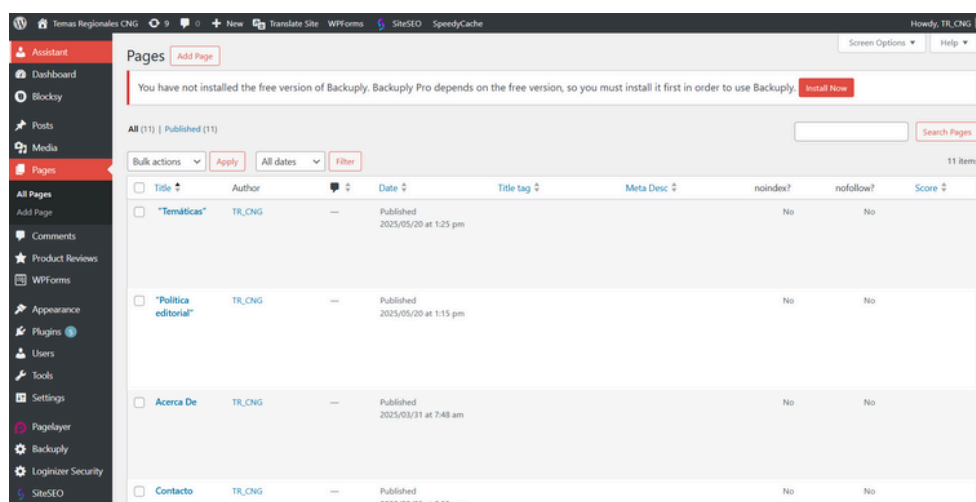 Temas Regionales CNG 9 0 + New Translate Site WPForms SiteSEO SpeedyCache Howdy, TR_CNG
Assistant
Dashboard
Blocksy
Posts
Media
Pages
All Pages
Add Page
Comments
Product Reviews
WPForms
Appearance
Plugins 5
Users
Tools
Settings
Pagelayer
Backuply
Loginizer Security
SiteSEO
Screen Options Help
Pages Add Page
You have not installed the free version of Backuply. Backuply Pro depends on the free version, so you must install it first in order to use Backuply. Install Now
All (11) | Published (11)
Search Pages
Bulk actions Apply All dates Filter 11 items
Title Author Date Title tag Meta Desc noindex? nofollow? Score
"Temáticas" TR_CNG — Published No No
2025/05/20 at 1:25 pm
"Política TR_CNG — Published No No
editorial" 2025/05/20 at 1:15 pm
Acerca De TR_CNG — Published No No
2025/03/31 at 7:48 am
Contacto TR_CNG — Published No No